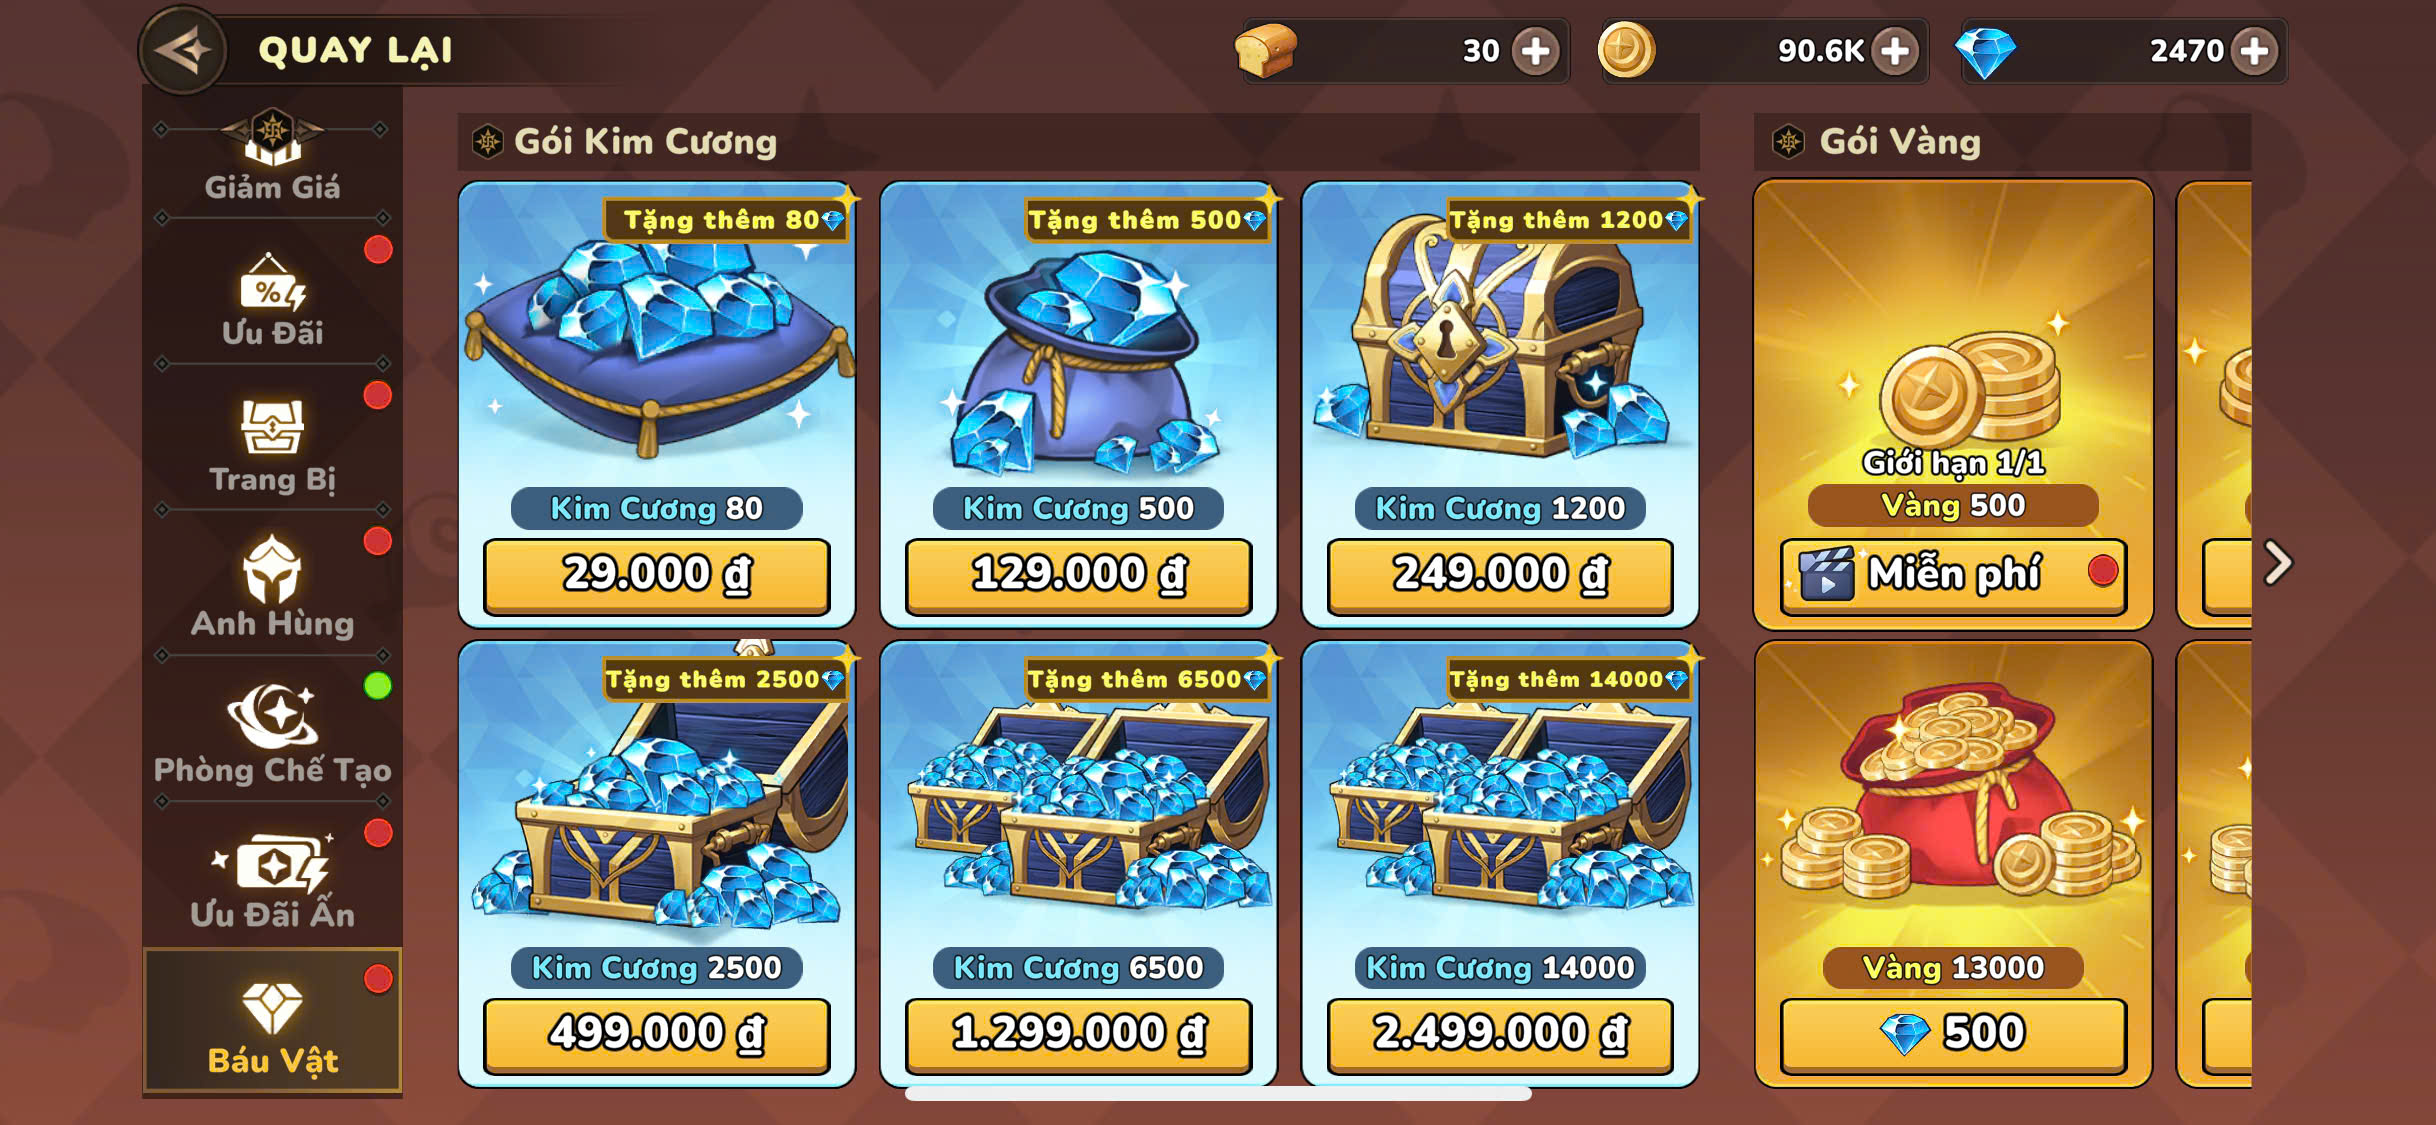 QUAY LẠI
30
90.6K
2470
Giảm Giá
Ưu Đãi
Trang Bị
Anh Hùng
Phòng Chế Tạo
Ưu Đãi Ẩn
Báu Vật
Gói Kim Cương
Tặng thêm 80
Kim Cương 80
29.000 ₫
Tặng thêm 500
Kim Cương 500
129.000 ₫
Tặng thêm 1200
Kim Cương 1200
249.000 ₫
Tặng thêm 2500
Kim Cương 2500
499.000 ₫
Tặng thêm 6500
Kim Cương 6500
1.299.000 ₫
Tặng thêm 14000
Kim Cương 14000
2.499.000 ₫
Gói Vàng
Giới hạn 1/1
Vàng 500
Miễn phí
Vàng 13000
500